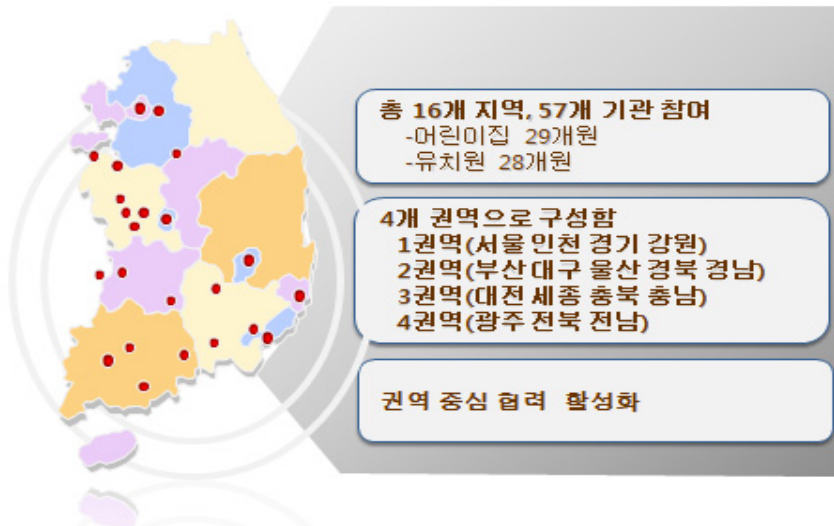 총 16개 지역, 57개 기관 참여
-어린이집 29개원
-유치원 28개원
4개 권역으로 구성함
1권역(서울 인천 경기 강원)
2권역(부산 대구 울산 경북 경남)
3권역(대전 세종 충북 충남)
4권역(광주 전북 전남)
권역 중심 협력 활성화